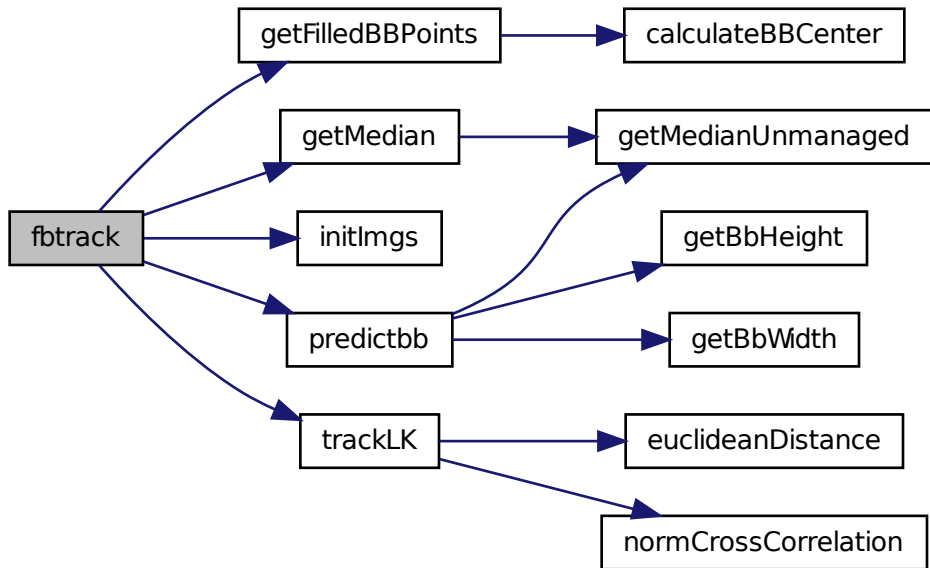 getFilledBBPoints
calculateBBCenter
getMedian
getMedianUnmanaged
fbtrack
initImgs
getBbHeight
predictbb
getBbWidth
trackLK
euclideanDistance
normCrossCorrelation